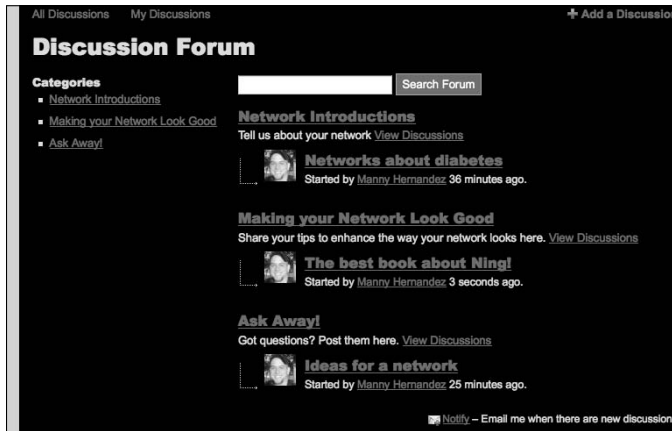 All Discussions My Discussions + Add a Discussion
Discussion Forum
Categories
Network Introductions
Making your Network Look Good
Ask Away!
Search Forum
Network Introductions
Tell us about your network View Discussions
Networks about diabetes
Started by Manny Hernandez 36 minutes ago.
Making your Network Look Good
Share your tips to enhance the way your network looks here. View Discussions
The best book about Ning!
Started by Manny Hernandez 3 seconds ago.
Ask Away!
Got questions? Post them here. View Discussions
Ideas for a network
Started by Manny Hernandez 25 minutes ago.
Notify – Email me when there are new discussion